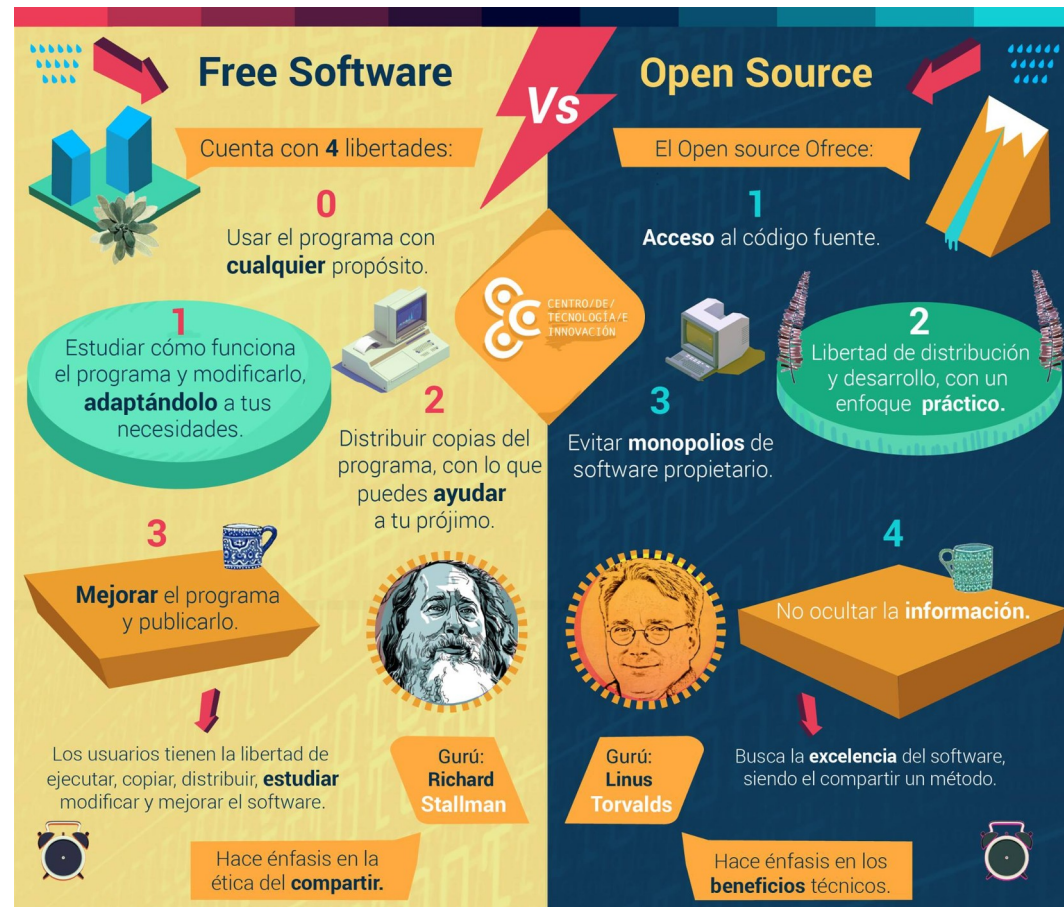 Free Software
Vs
Open Source
Cuenta con 4 libertades:
0
Usar el programa con
cualquier propósito.
1
Estudiar cómo funciona
el programa y modificarlo,
adaptándolo a tus
necesidades.
2
Distribuir copias del
programa, con lo que
puedes ayudar
a tu prójimo.
3
Mejorar el programa
y publicarlo.
Los usuarios tienen la libertad de
ejecutar, copiar, distribuir, estudiar
modificar y mejorar el software.
Gurú:
Richard
Stallman
Hace énfasis en la
ética del compartir.
CENTRO/DE/
TECNOLOGÍA/E
INNOVACIÓN
El Open source Ofrece:
1
Acceso al código fuente.
2
Libertad de distribución
y desarrollo, con un
enfoque práctico.
3
Evitar monopolios de
software propietario.
4
No ocultar la información.
Gurú:
Linus
Torvalds
Busca la excelencia del software,
siendo el compartir un método.
Hace énfasis en los
beneficios técnicos.